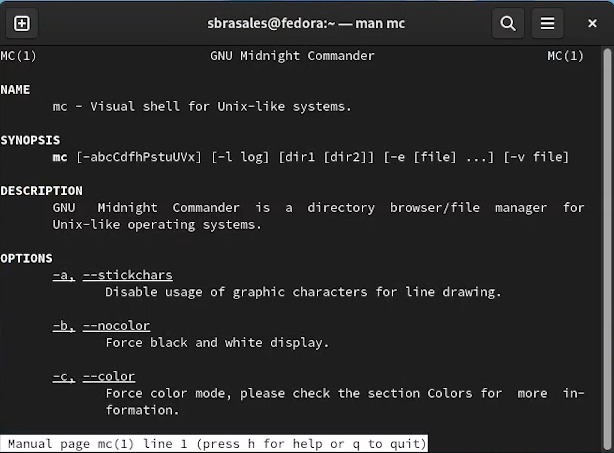 sbrasales@fedora:~ — man mc
MC(1) GNU Midnight Commander MC(1)
NAME
mc - Visual shell for Unix-like systems.
SYNOPSIS
mc [-abcCdfhPstuUVx] [-l log] [dir1 [dir2]] [-e [file] ...] [-v file]
DESCRIPTION
GNU Midnight Commander is a directory browser/file manager for
Unix-like operating systems.
OPTIONS
-a, --stickchars
Disable usage of graphic characters for line drawing.
-b, --nocolor
Force black and white display.
-c, --color
Force color mode, please check the section Colors for more in-
formation.
Manual page mc(1) line 1 (press h for help or q to quit)